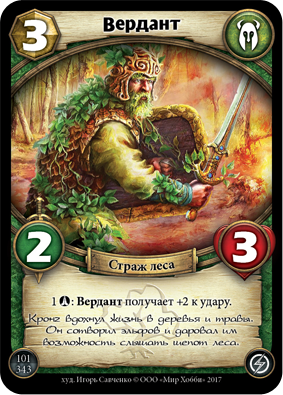 3
Вердант
2
3
Страж леса
1 : Вердант получает +2 к удару.
Кронг вдохнул жизнь в деревья и травы.
Он сотворил эльфов и даровал им
возможность слышать шепот леса.
101
343
худ. Игорь Савченко © ООО «Мир Хобби» 2017